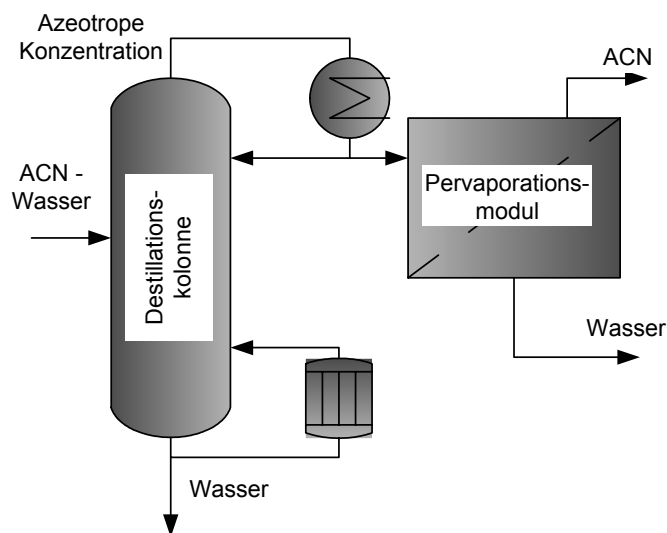 Azeotrope
Konzentration
ACN
ACN -
Wasser
Destillations-
kolonne
Pervaporations-
modul
Wasser
Wasser